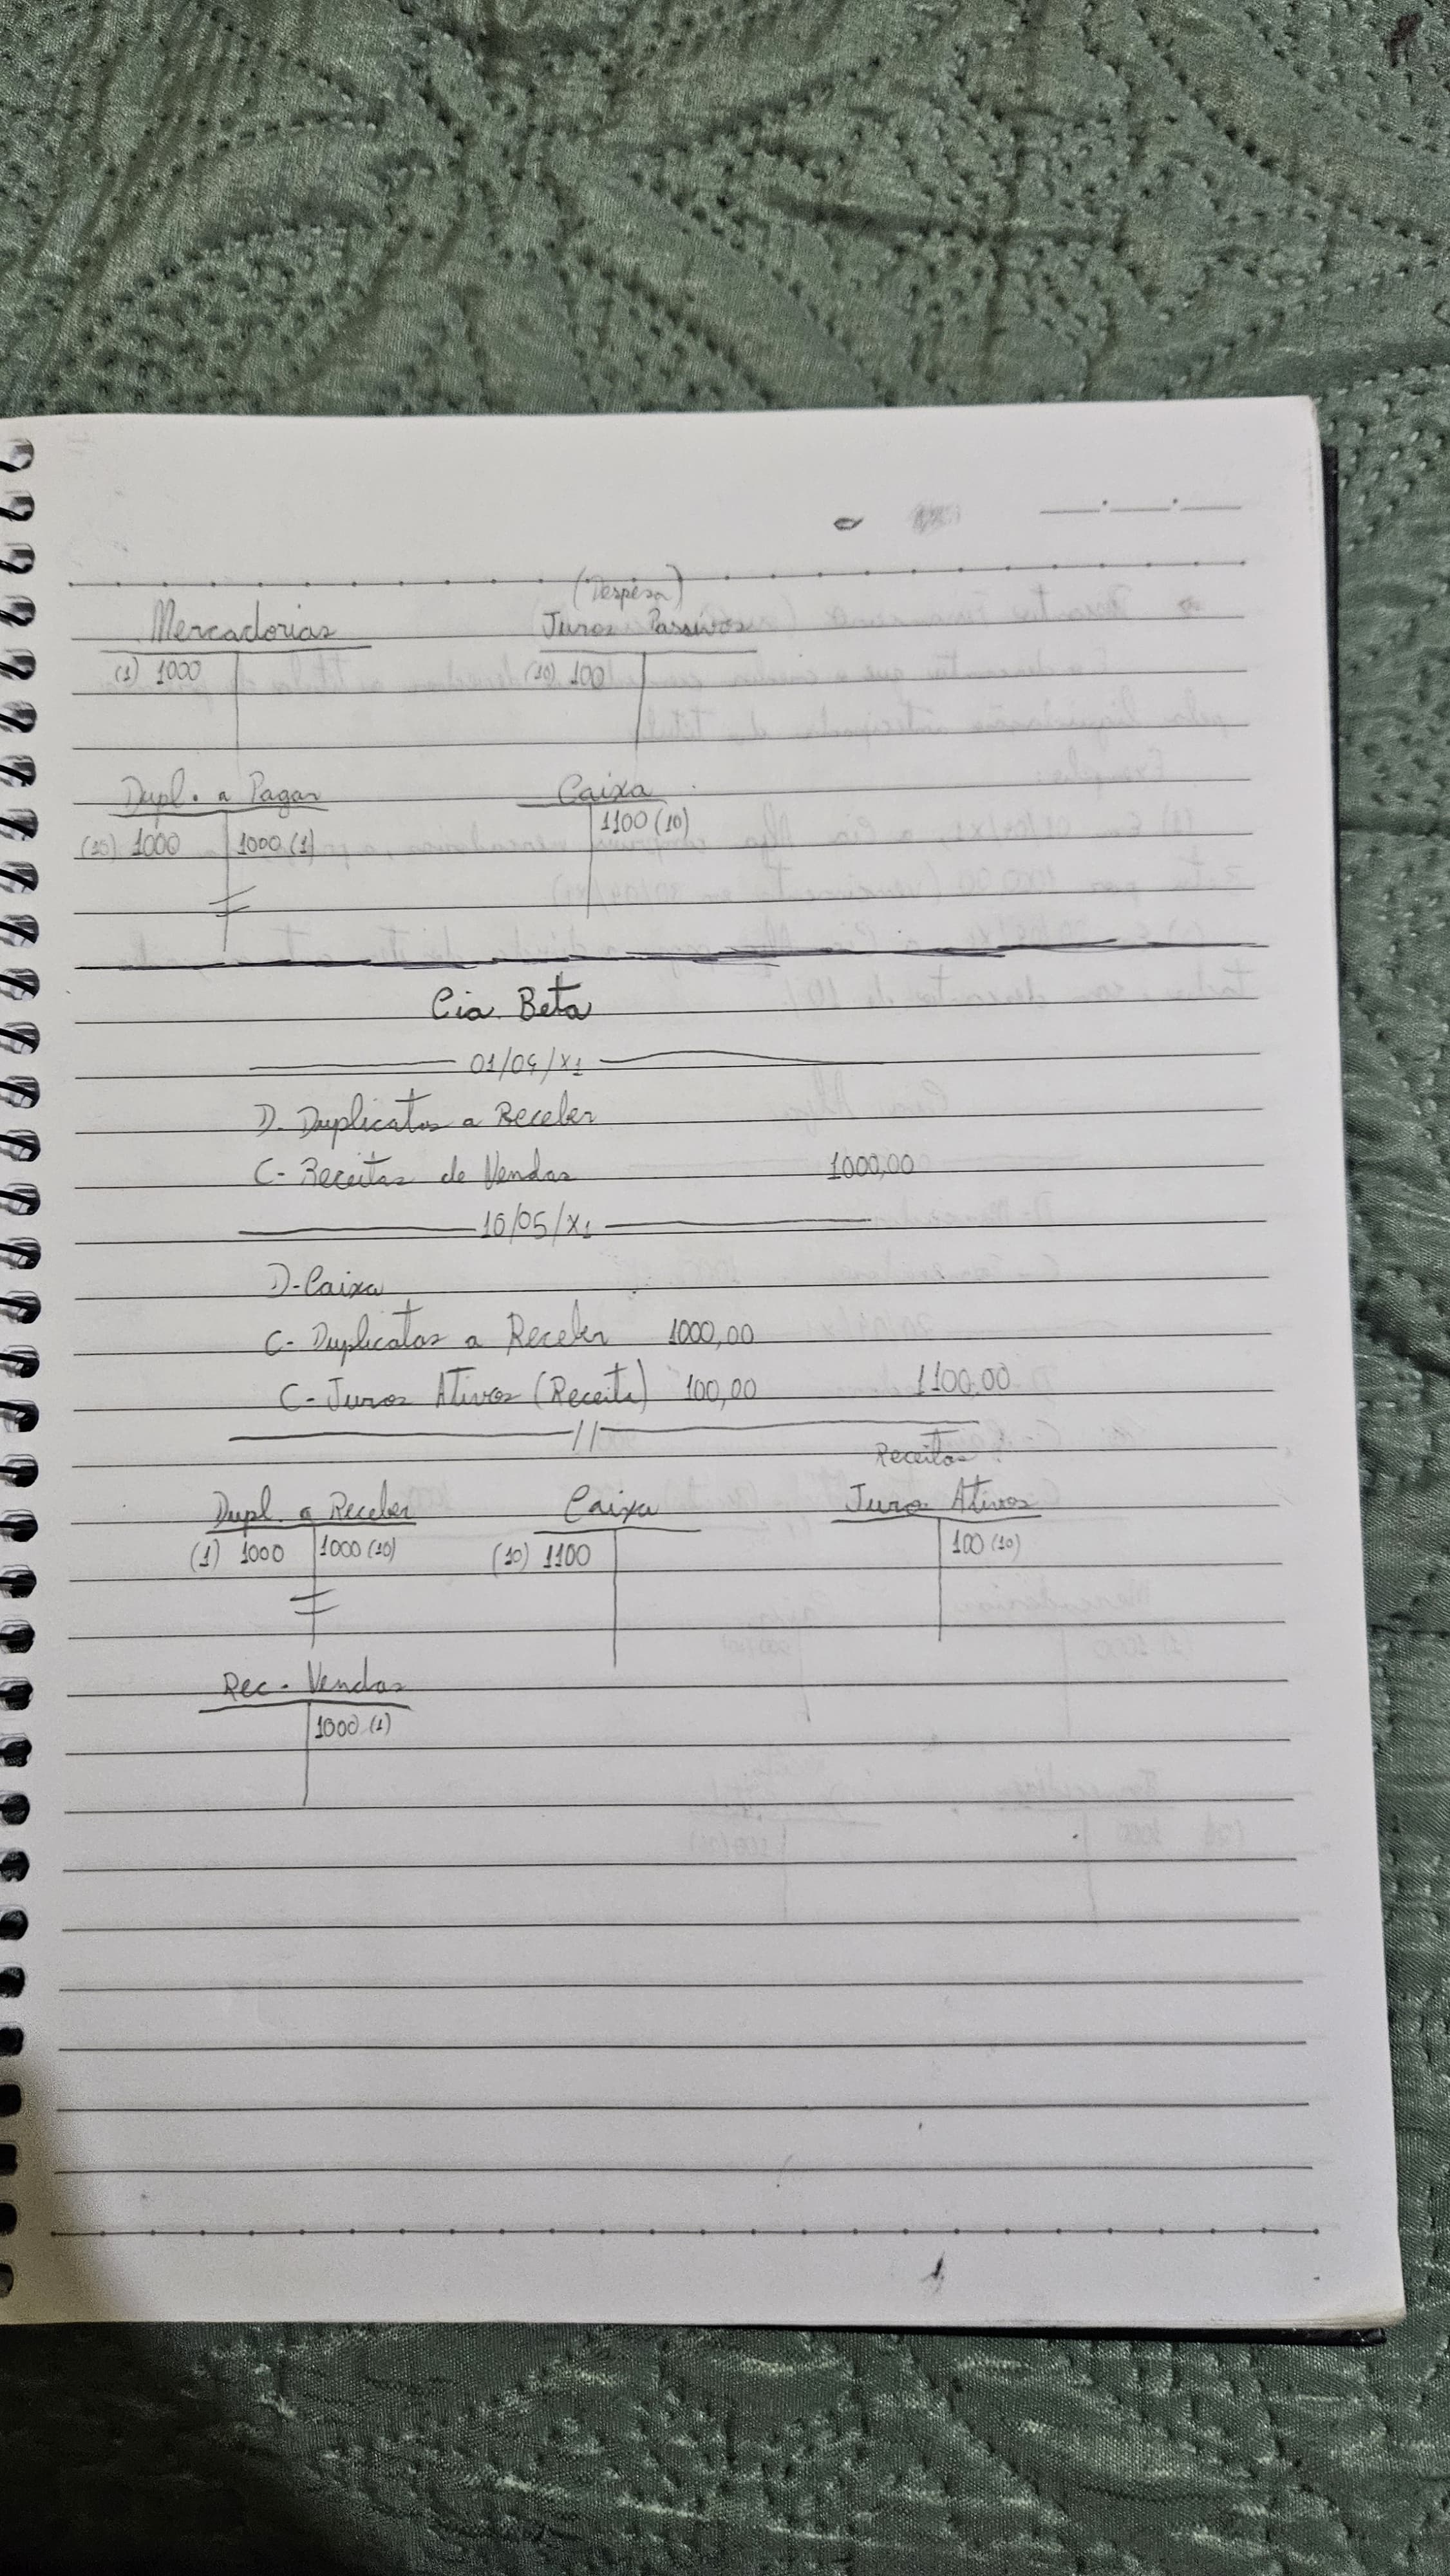 (Despesa)
Mercadorias Juros Passivos
(1) 1000 (10) 100
Dupl. a Pagar Caixa
1100 (10)
(10) 1000 1000 (1)
Cia. Beta
01/04/x1
D- Duplicatas a Receber
C- Receitas de Vendas 1000,00
10/05/x1
D- Caixa
C- Duplicatas a Receber 1000,00
C- Juros Ativos (Receita) 100,00 1100,00
//
Receitas
Dupl. a Receber Caixa Juros Ativos
(1) 1000 1000 (10) (10) 1100 100 (10)
Rec. Vendas
1000 (1)